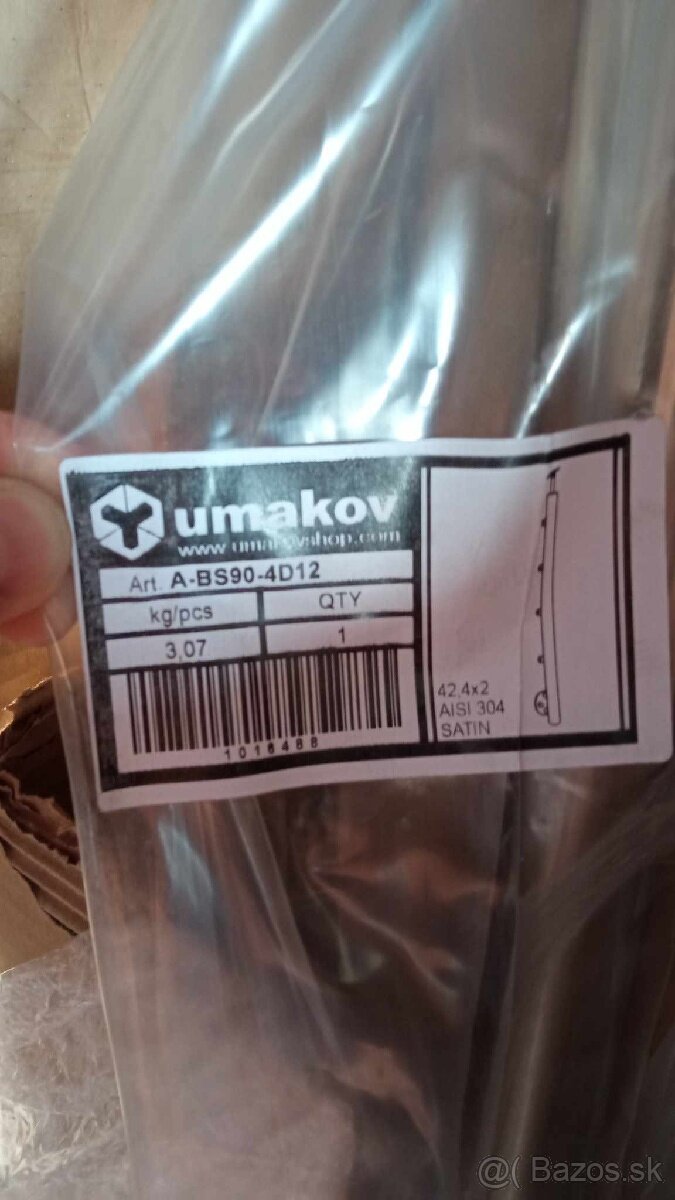 umakov
www.umakovshop.com
Art. A-BS90-4D12
kg/pcs QTY
3,07 1
1016488
42,4x2
AISI 304
SATIN
@( Bazos.sk